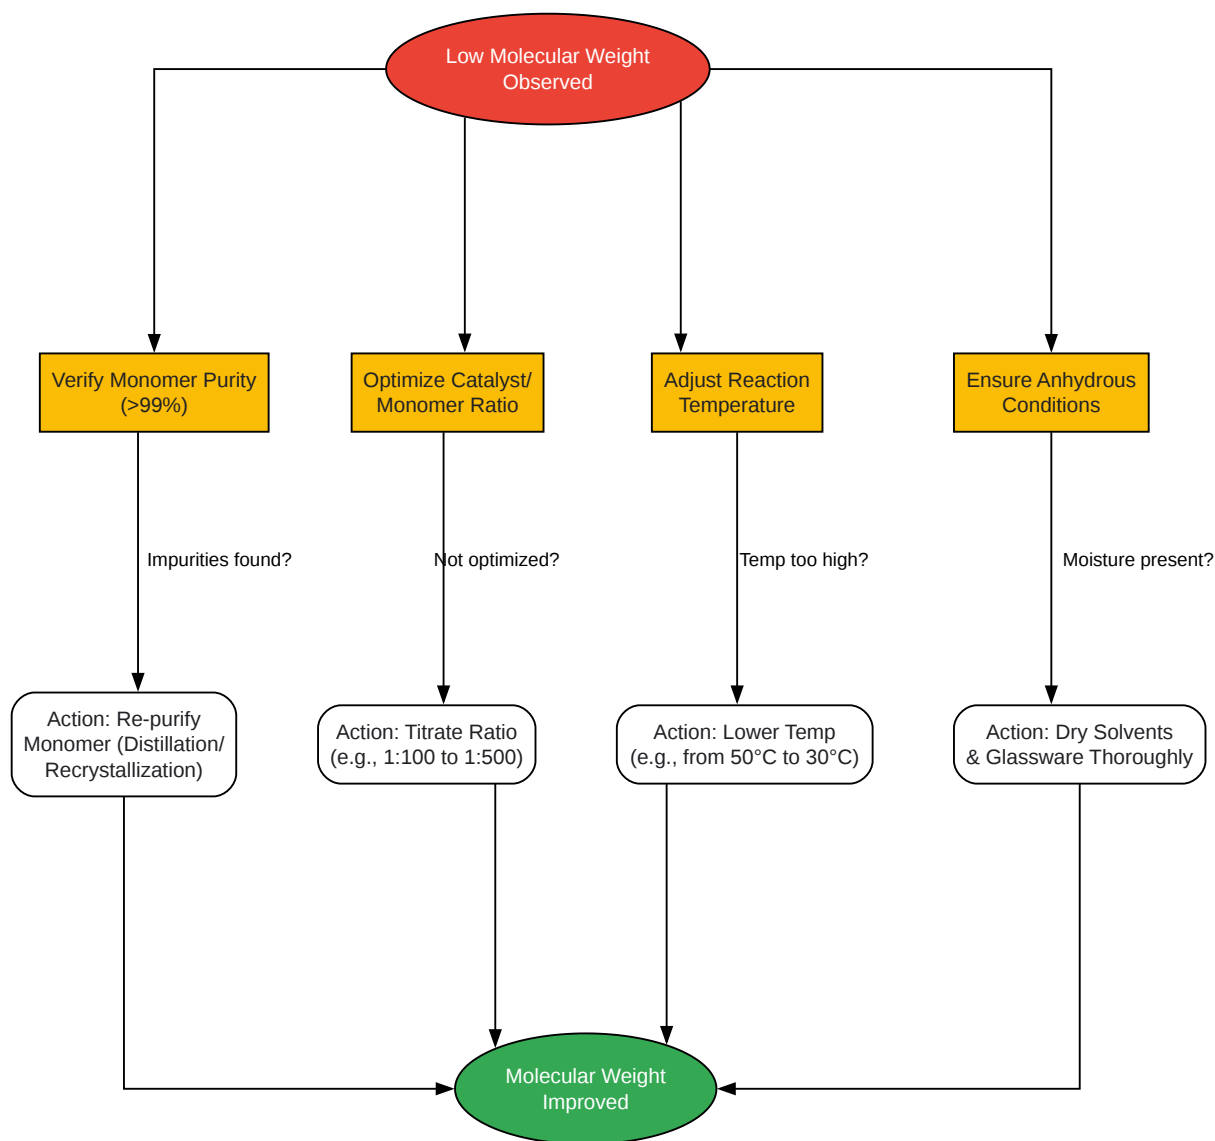 Low Molecular Weight
Observed
Verify Monomer Purity
(>99%)
Optimize Catalyst/
Monomer Ratio
Adjust Reaction
Temperature
Ensure Anhydrous
Conditions
Impurities found?
Not optimized?
Temp too high?
Moisture present?
Action: Re-purify
Monomer (Distillation/
Recrystallization)
Action: Titrate Ratio
(e.g., 1:100 to 1:500)
Action: Lower Temp
(e.g., from 50°C to 30°C)
Action: Dry Solvents
& Glassware Thoroughly
Molecular Weight
Improved